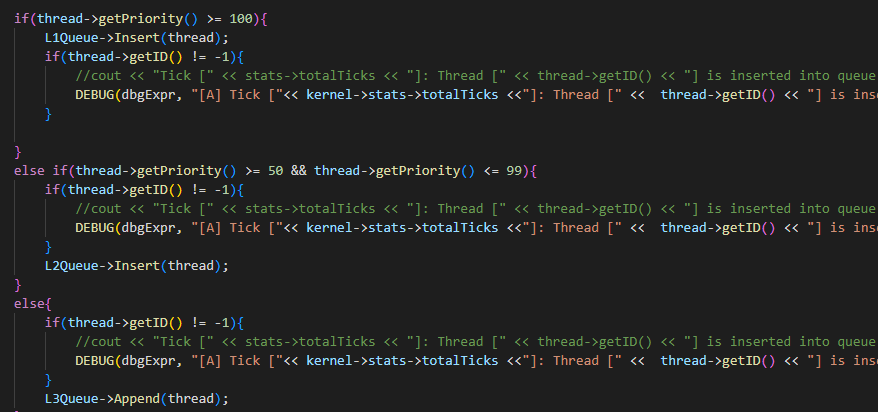 if(thread->getPriority() >= 100){
L1Queue->Insert(thread);
if(thread->getID() != -1){
//cout << "Tick [" << stats->totalTicks << "]: Thread [" << thread->getID() << "] is inserted into queue
DEBUG(dbgExpr, "[A] Tick ["<< kernel->stats->totalTicks <<"]: Thread [" <<  thread->getID() << "] is ins
}
}
else if(thread->getPriority() >= 50 && thread->getPriority() <= 99){
if(thread->getID() != -1){
//cout << "Tick [" << stats->totalTicks << "]: Thread [" << thread->getID() << "] is inserted into queue
DEBUG(dbgExpr, "[A] Tick ["<< kernel->stats->totalTicks <<"]: Thread [" <<  thread->getID() << "] is ins
}
L2Queue->Insert(thread);
}
else{
if(thread->getID() != -1){
//cout << "Tick [" << stats->totalTicks << "]: Thread [" << thread->getID() << "] is inserted into queue
DEBUG(dbgExpr, "[A] Tick ["<< kernel->stats->totalTicks <<"]: Thread [" <<  thread->getID() << "] is ins
}
L3Queue->Append(thread);